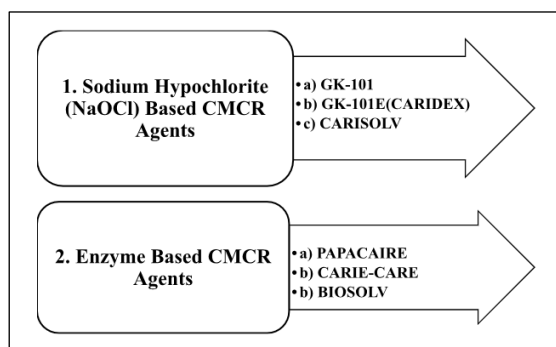 1. Sodium Hypochlorite
(NaOCl) Based CMCR
Agents
• a) GK-101
• b) GK-101E(CARIDEX)
• c) CARISOLV
2. Enzyme Based CMCR
Agents
• a) PAPACAIRE
• b) CARIE-CARE
• b) BIOSOLV